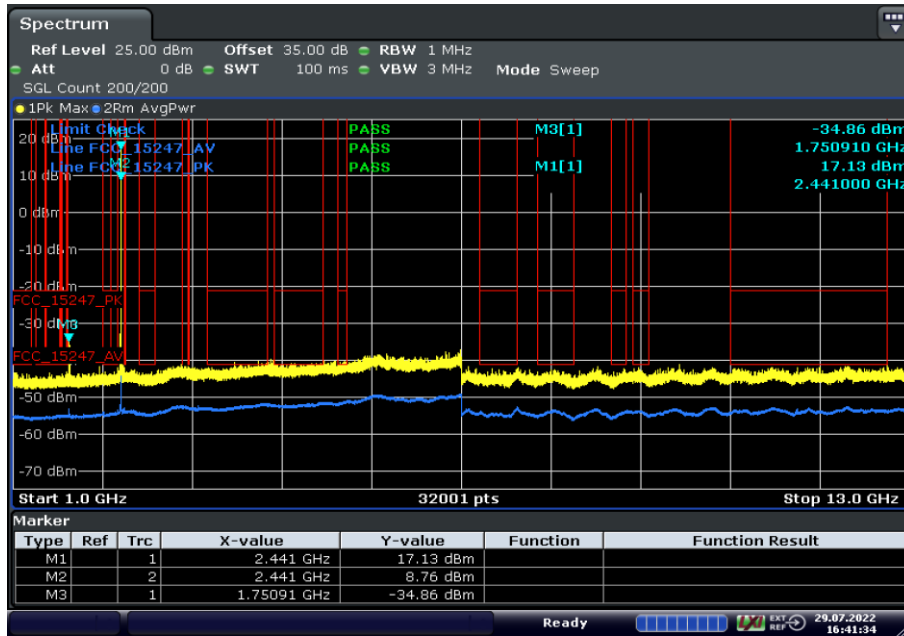 Spectrum
Ref Level 25.00 dBm Offset 35.00 dB RBW 1 MHz
Att 0 dB SWT 100 ms VBW 3 MHz Mode Sweep
SGL Count 200/200
1Pk Max 2Rm AvgPwr
Limit Check PASS M3[1] -34.86 dBm
20 dBm M1
Line FCC_15247_AV PASS 1.750910 GHz
Line FCC_15247_PK PASS M1[1] 17.13 dBm
M2
10 dBm 2.441000 GHz
0 dBm
-10 dBm
-20 dBm
FCC_15247_PK
-30 dBm M3
FCC_15247_AV
-50 dBm
-60 dBm
-70 dBm
Start 1.0 GHz 32001 pts Stop 13.0 GHz
Marker
Type Ref Trc X-value Y-value Function Function Result
M1 1 2.441 GHz 17.13 dBm
M2 2 2.441 GHz 8.76 dBm
M3 1 1.75091 GHz -34.86 dBm
Ready LXI EXT REF 29.07.2022
16:41:34